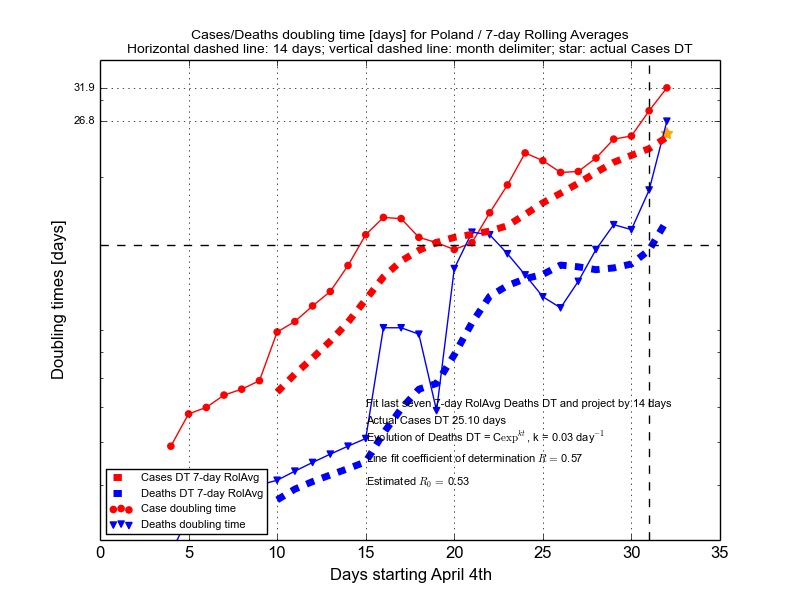 Cases/Deaths doubling time [days] for Poland / 7-day Rolling Averages
Horizontal dashed line: 14 days; vertical dashed line: month delimiter; star: actual Cases DT
31.9
26.8
Doubling times [days]
Fit last seven 7-day RolAvg Deaths DT and project by 14 days
Actual Cases DT 25.10 days
Evolution of Deaths DT = C exp^{kt}, k = 0.03 day^{-1}
Line fit coefficient of determination R = 0.57
Estimated R_0 = 0.53
Cases DT 7-day RolAvg
Deaths DT 7-day RolAvg
Case doubling time
Deaths doubling time
0 5 10 15 20 25 30 35
Days starting April 4th